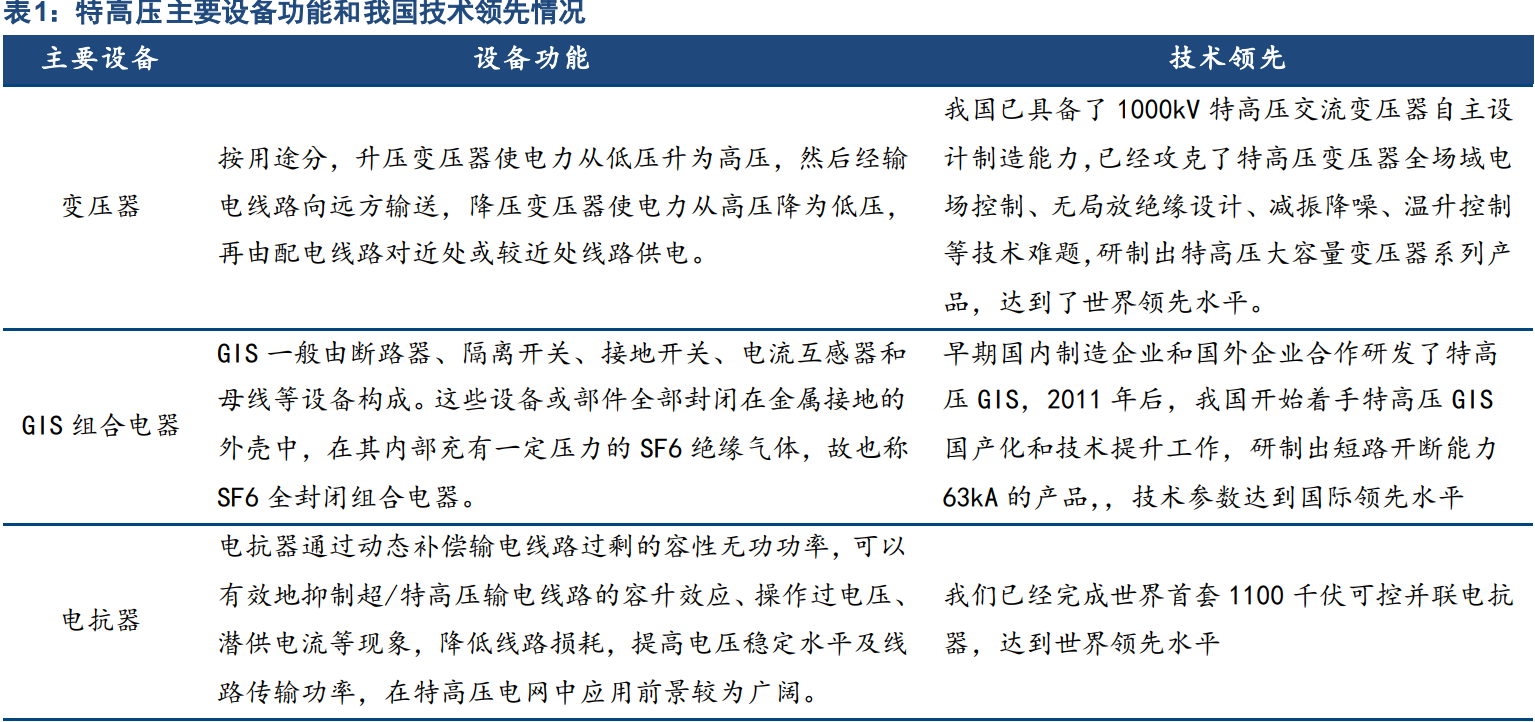 表1：特高压主要设备功能和我国技术领先情况
主要设备 设备功能 技术领先
变压器
按用途分，升压变压器使电力从低压升为高压，然后经输
电线路向远方输送，降压变压器使电力从高压降为低压，
再由配电线路对近处或较近处线路供电。
我国已具备了1000kV特高压交流变压器自主设
计制造能力,已经攻克了特高压变压器全场域电
场控制、无局放绝缘设计、减振降噪、温升控制
等技术难题,研制出特高压大容量变压器系列产
品，达到了世界领先水平。
GIS组合电器
GIS一般由断路器、隔离开关、接地开关、电流互感器和
母线等设备构成。这些设备或部件全部封闭在金属接地的
外壳中，在其内部充有一定压力的SF6绝缘气体，故也称
SF6全封闭组合电器。
早期国内制造企业和国外企业合作研发了特高
压GIS，2011年后，我国开始着手特高压GIS
国产化和技术提升工作，研制出短路开断能力
63kA的产品,，技术参数达到国际领先水平
电抗器
电抗器通过动态补偿输电线路过剩的容性无功功率，可以
有效地抑制超/特高压输电线路的容升效应、操作过电压、
潜供电流等现象，降低线路损耗，提高电压稳定水平及线
路传输功率，在特高压电网中应用前景较为广阔。
我们已经完成世界首套1100千伏可控并联电抗
器，达到世界领先水平